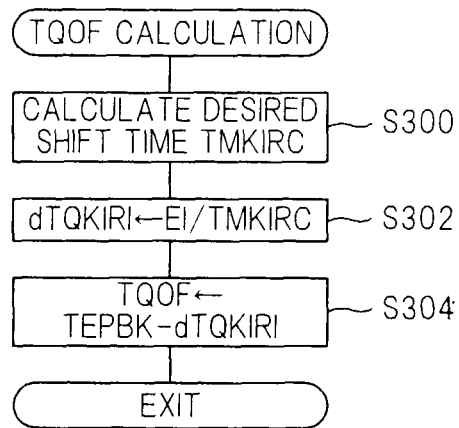 TQOF CALCULATION
CALCULATE DESIRED
SHIFT TIME TMKIRC
S300
dTQKIRI←EI/TMKIRC
S302
TQOF←
TEPBK-dTQKIRI
S304
EXIT